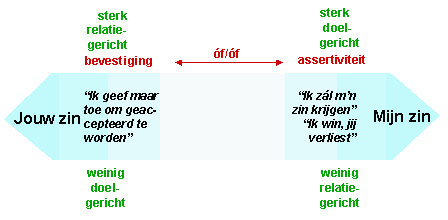 sterk
relatie-
gericht
bevestiging
óf/óf
sterk
doel-
gericht
assertiviteit
Jouw zin
“Ik geef maar
toe om geac-
cepteerd te
worden”
“Ik zál m’n
zin krijgen”
“Ik win, jij
verliest”
Mijn zin
weinig
doel-
gericht
weinig
relatie-
gericht